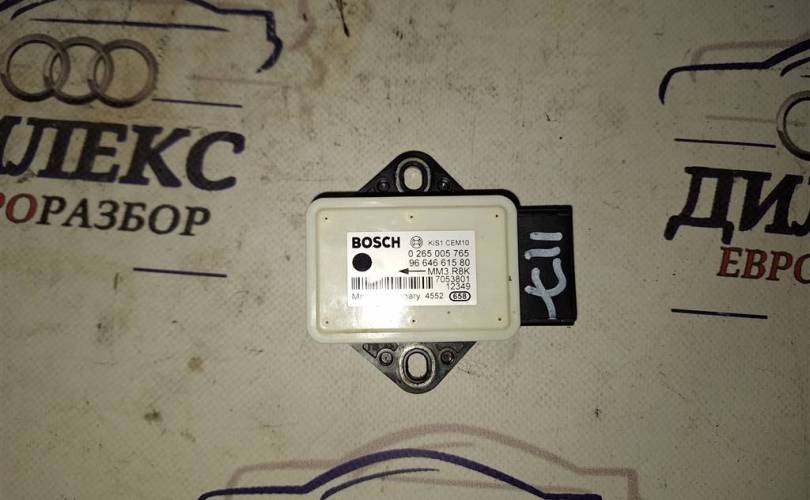 ЛЕКС
РОРАЗБОР
ДИЛ
ЕВРО
BOSCH KIS1 CEM10
0 265 005 765
96 646 615 80
MM3 R8K
7053801
12349
4552 658